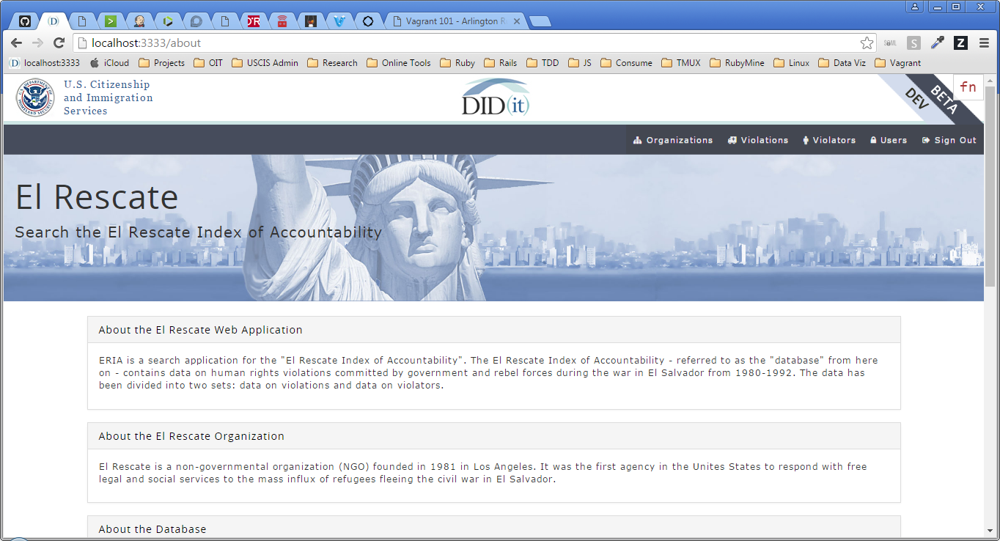 Vagrant 101 - Arlington R
localhost:3333/about
localhost:3333 iCloud Projects OIT USCIS Admin Research Online Tools Ruby Rails TDD JS Consume TMUX RubyMine Linux Data Viz Vagrant
U.S. Citizenship
and Immigration
Services
DID(it)
DEV
BETA
fn
Organizations Violations Violators Users Sign Out
El Rescate
Search the El Rescate Index of Accountability
About the El Rescate Web Application
ERIA is a search application for the "El Rescate Index of Accountability". The El Rescate Index of Accountability - referred to as the "database" from here
on - contains data on human rights violations committed by government and rebel forces during the war in El Salvador from 1980-1992. The data has
been divided into two sets: data on violations and data on violators.
About the El Rescate Organization
El Rescate is a non-governmental organization (NGO) founded in 1981 in Los Angeles. It was the first agency in the Unites States to respond with free
legal and social services to the mass influx of refugees fleeing the civil war in El Salvador.
About the Database